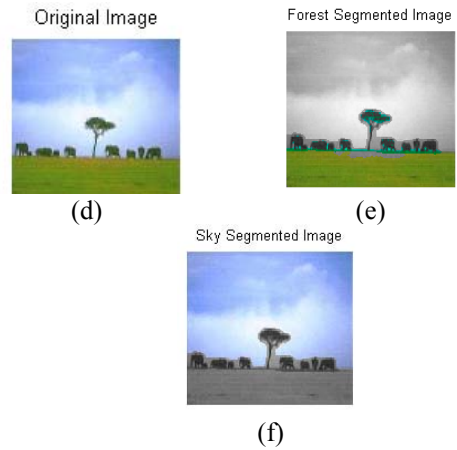 Original Image
Forest Segmented Image
(d)
(e)
Sky Segmented Image
(f)